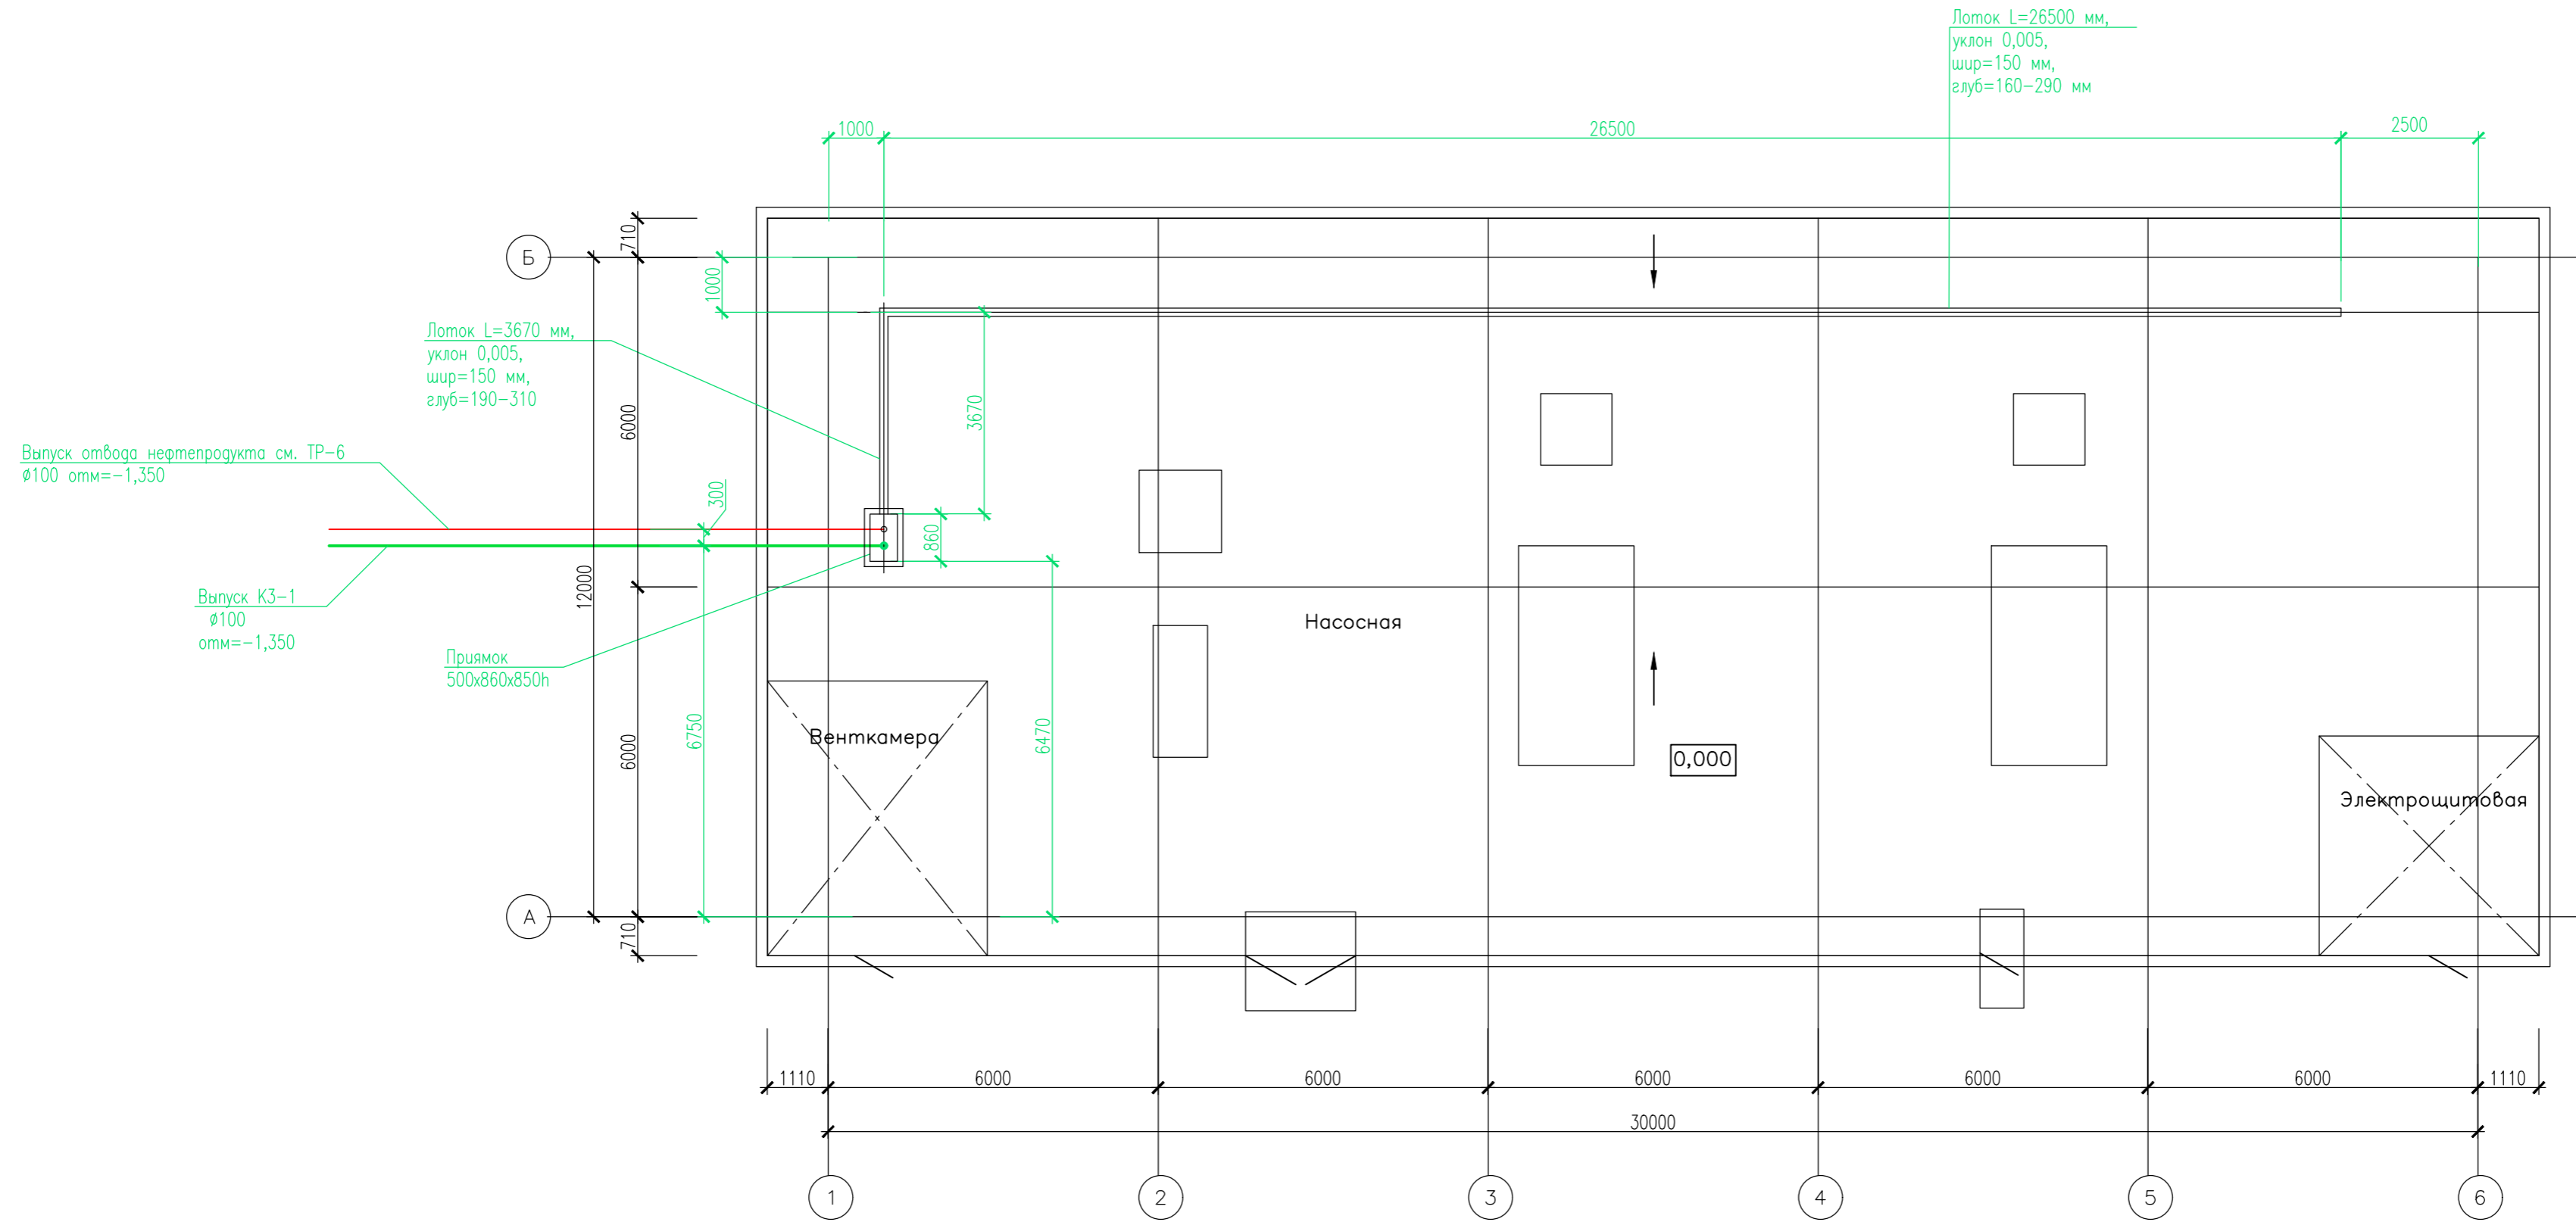 Лоток L=26500 мм,
уклон 0,005,
шир=150 мм,
глуб=160-290 мм
1000
26500
2500
710
Б
1000
Лоток L=3670 мм,
уклон 0,005,
шир=150 мм,
глуб=190-310
3670
6000
Выпуск отвода нефтепродукта см. ТР-6
ø100 отм=-1,350
300
860
12000
Выпуск К3-1
ø100
отм=-1,350
Насосная
Приямок
500х860х850h
6750
6470
6000
Венткамера
0,000
Электрощитовая
А
710
1110
6000
6000
6000
6000
6000
1110
30000
1
2
3
4
5
6